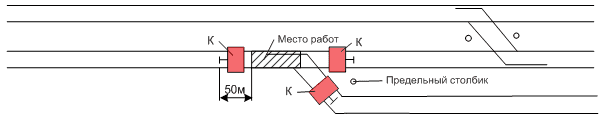 К
Место работ
К
Предельный столбик
К
50м